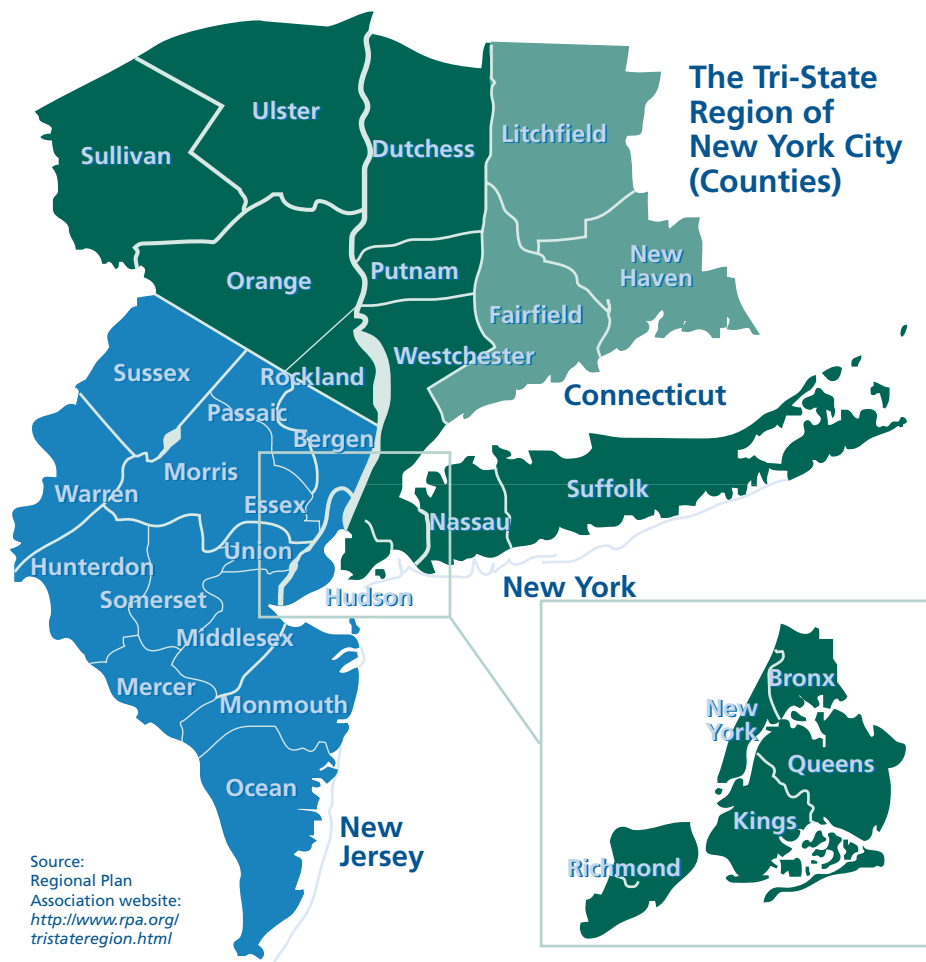 The Tri-State
Region of
New York City
(Counties)
Ulster
Sullivan
Dutchess
Litchfield
Orange
Putnam
New
Haven
Fairfield
Westchester
Rockland
Sussex
Passaic
Bergen
Connecticut
Morris
Warren
Essex
Suffolk
Nassau
Union
Hunterdon
Somerset
Hudson
New York
Middlesex
Mercer
Monmouth
Ocean
New
Jersey
Bronx
New
York
Queens
Kings
Richmond
Source:
Regional Plan
Association website:
http://www.rpa.org/
tristateregion.html